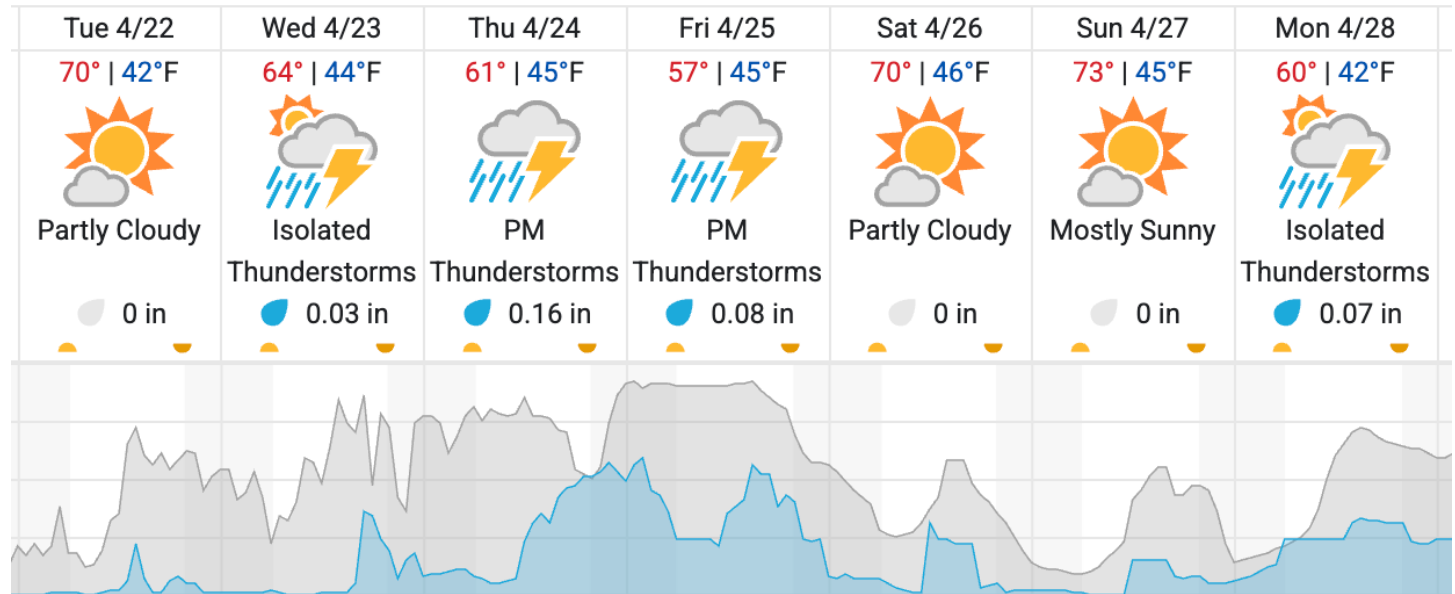 Tue 4/22 Wed 4/23 Thu 4/24 Fri 4/25 Sat 4/26 Sun 4/27 Mon 4/28
70° | 42°F 64° | 44°F 61° | 45°F 57° | 45°F 70° | 46°F 73° | 45°F 60° | 42°F
Partly Cloudy Isolated PM PM Partly Cloudy Mostly Sunny Isolated
Thunderstorms Thunderstorms Thunderstorms Thunderstorms
0 in 0.03 in 0.16 in 0.08 in 0 in 0 in 0.07 in